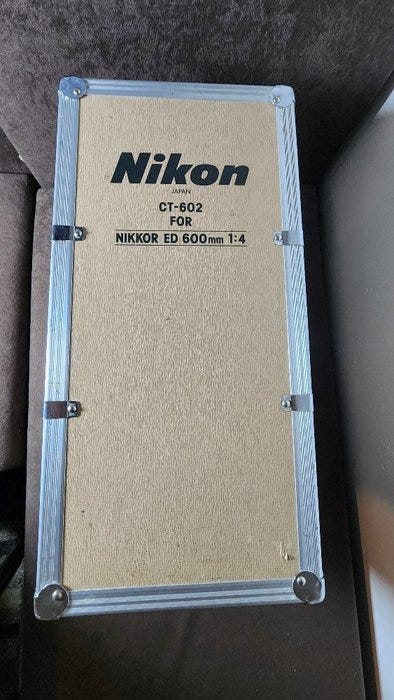 Nikon
JAPAN
CT-602
FOR
NIKKOR ED 600mm 1:4